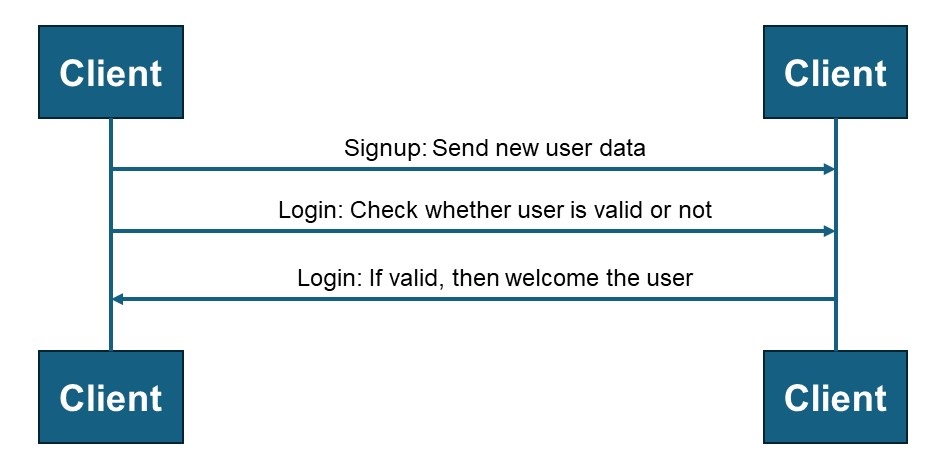 Client
Client
Signup: Send new user data
Login: Check whether user is valid or not
Login: If valid, then welcome the user
Client
Client